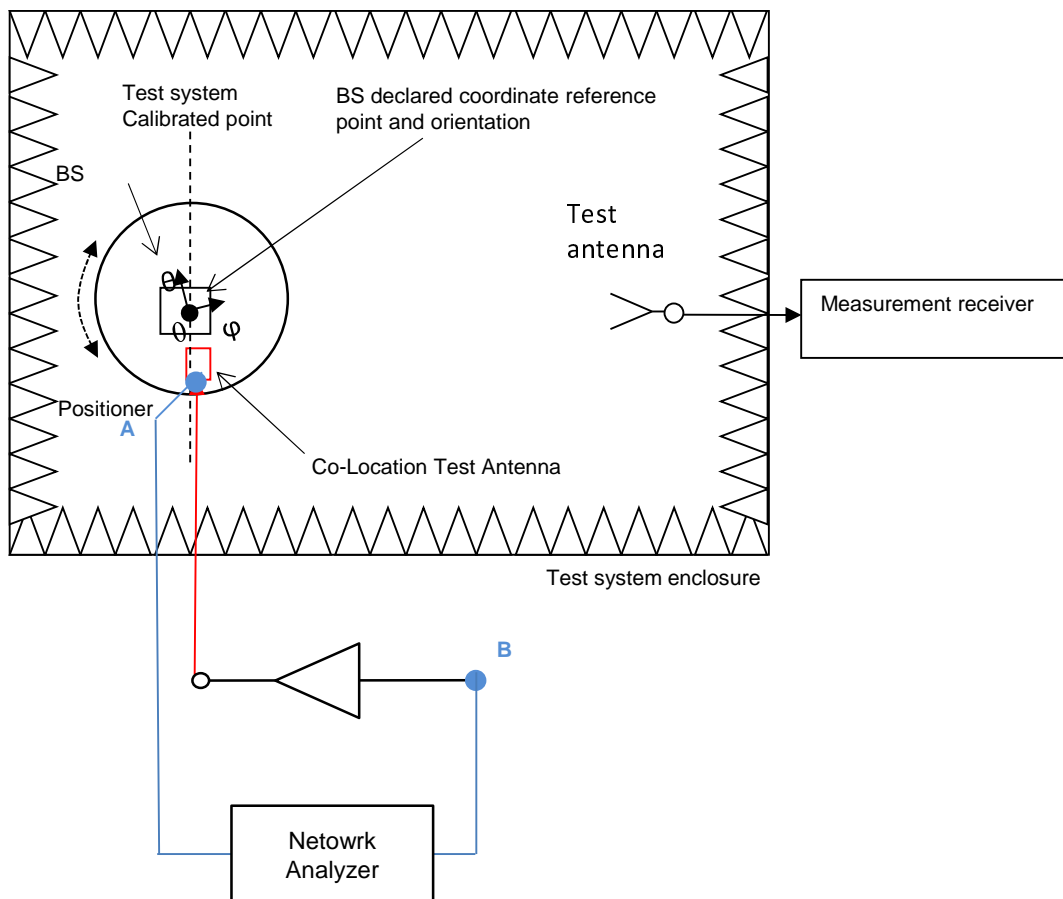 Test system
Calibrated point
BS declared coordinate reference
point and orientation
BS
Test
antenna
Measurement receiver
θ
θ
φ
Positioner
A
Co-Location Test Antenna
Test system enclosure
B
Netowrk
Analyzer